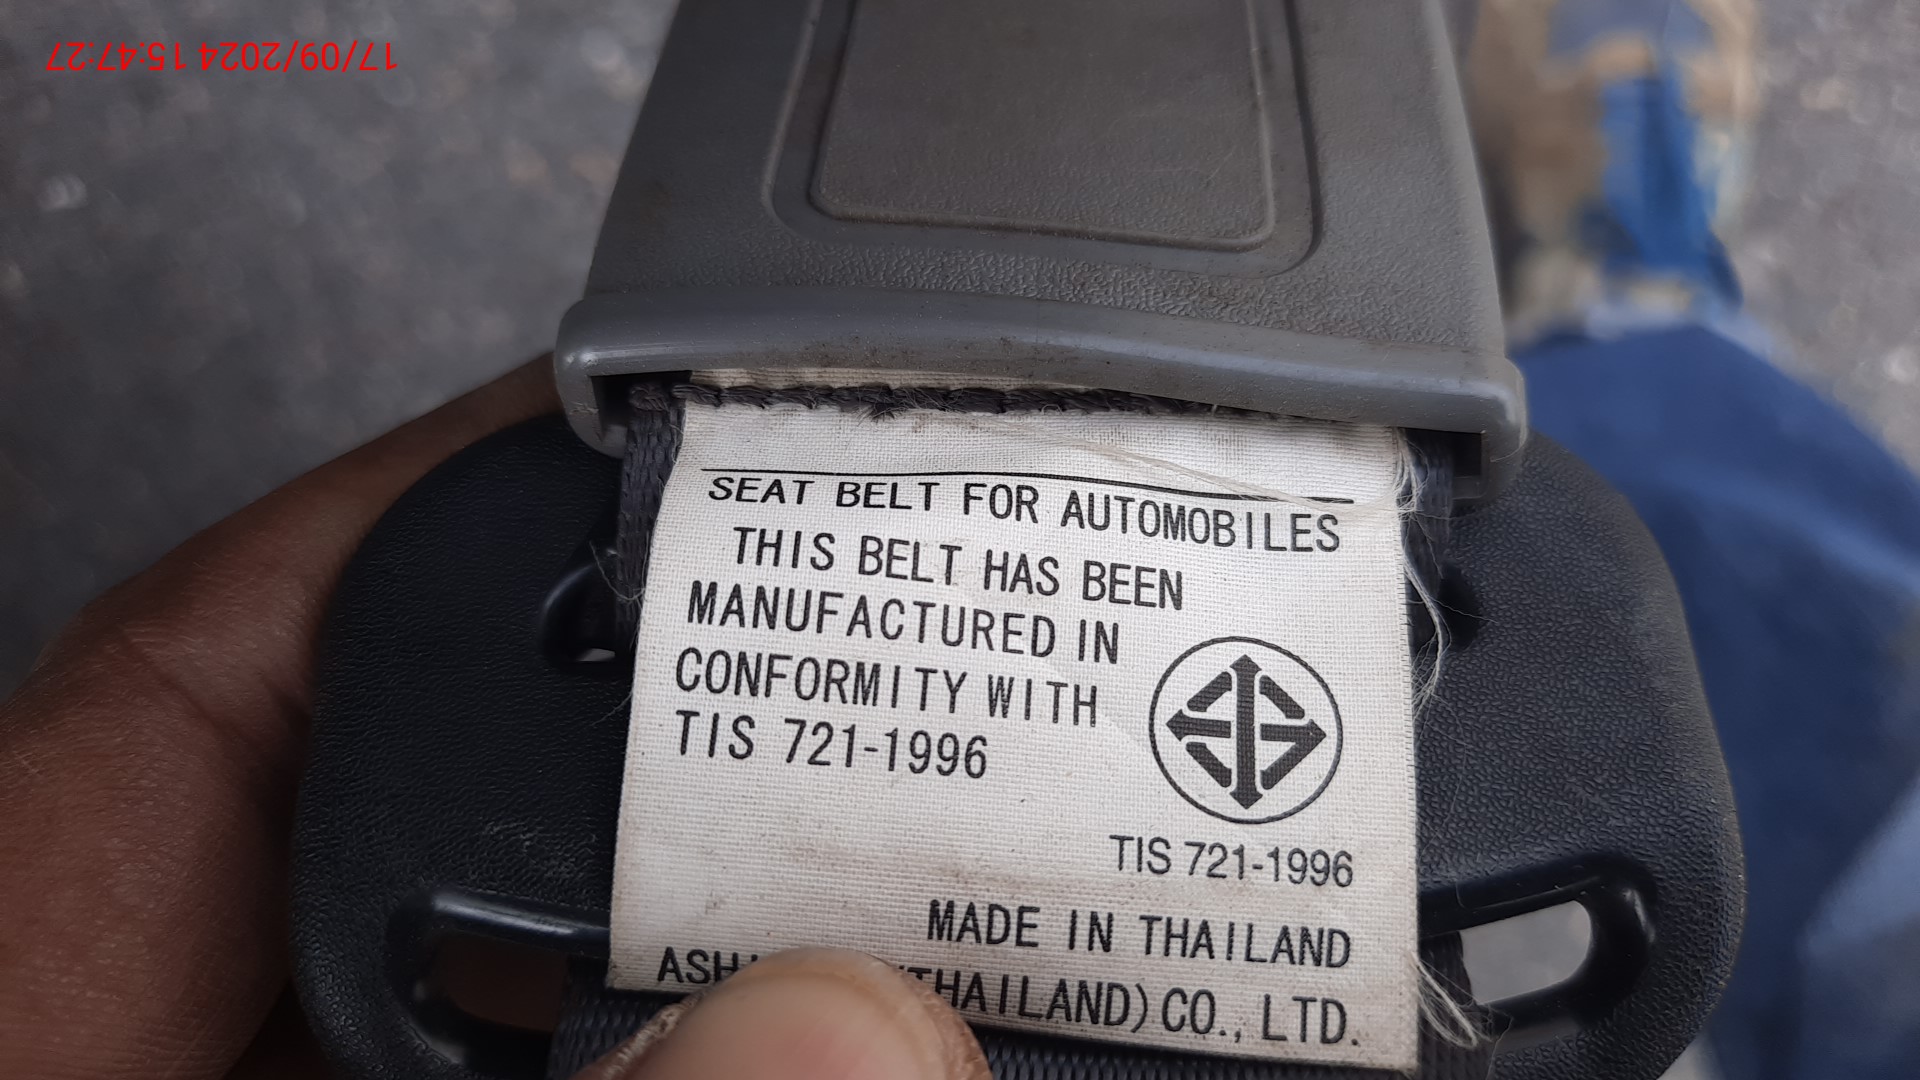 17/09/2024 15:47:27
SEAT BELT FOR AUTOMOBILES
THIS BELT HAS BEEN
MANUFACTURED IN
CONFORMITY WITH
TIS 721-1996
TIS 721-1996
MADE IN THAILAND
(THAILAND) CO., LTD.